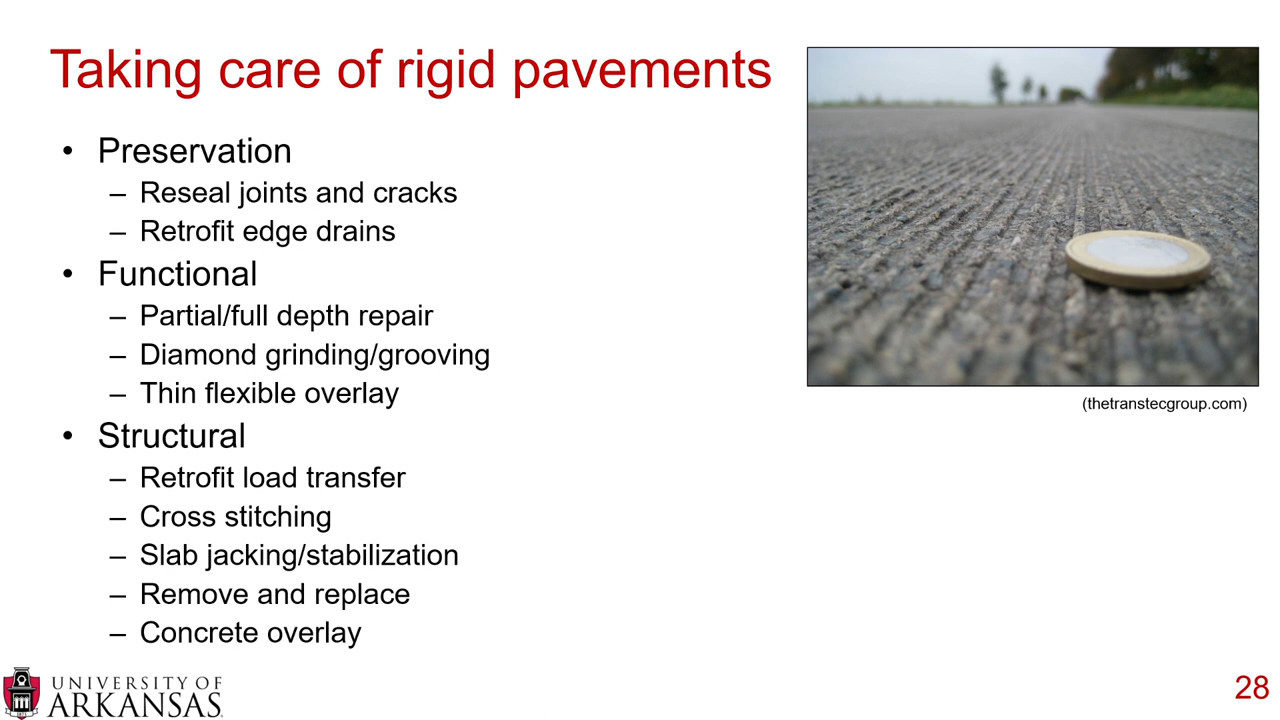 Taking care of rigid pavements
• Preservation
– Reseal joints and cracks
– Retrofit edge drains
• Functional
– Partial/full depth repair
– Diamond grinding/grooving
– Thin flexible overlay
• Structural
– Retrofit load transfer
– Cross stitching
– Slab jacking/stabilization
– Remove and replace
– Concrete overlay
(thetranstecgroup.com)
UNIVERSITY OF
ARKANSAS
28